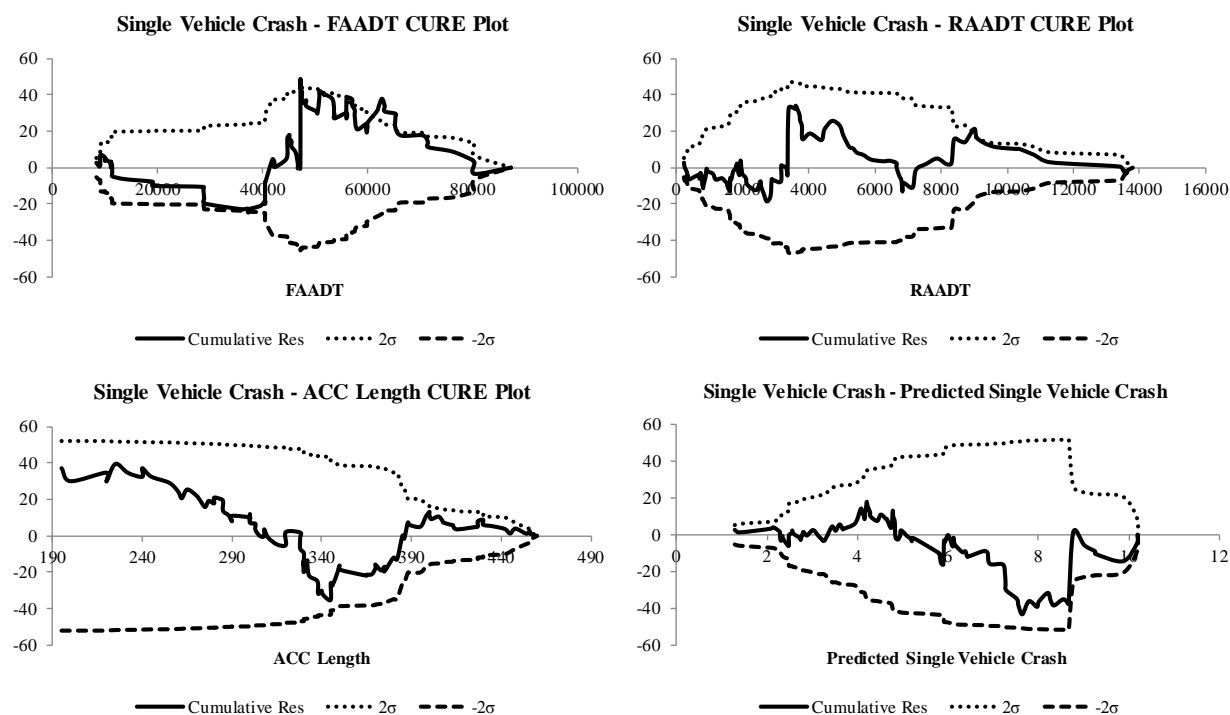 Single Vehicle Crash - FAADT CURE Plot
60
40
20
0
-20
-40
-60
0 20000 40000 60000 80000 100000
FAADT
Cumulative Res 2σ -2σ
Single Vehicle Crash - RAADT CURE Plot
60
40
20
0
-20
-40
-60
0 2000 4000 6000 8000 10000 12000 14000 16000
RAADT
Cumulative Res 2σ -2σ
Single Vehicle Crash - ACC Length CURE Plot
60
40
20
0
-20
-40
-60
190 240 290 340 390 440 490
ACC Length
Cumulative Res 2σ -2σ
Single Vehicle Crash - Predicted Single Vehicle Crash
60
40
20
0
-20
-40
-60
0 2 4 6 8 10 12
Predicted Single Vehicle Crash
Cumulative Res 2σ -2σ